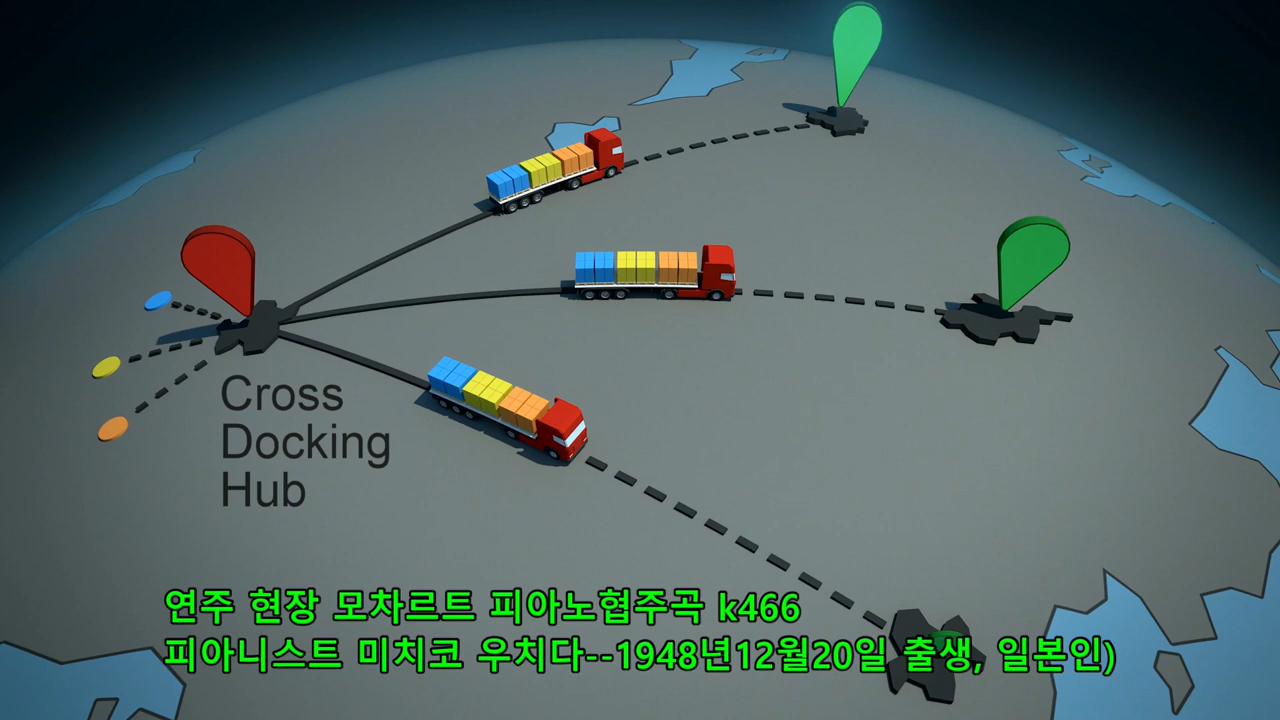 Cross
Docking
Hub
연주 현장 모차르트 피아노협주곡 k466
피아니스트 미치코 우치다--1948년12월20일 출생, 일본인)